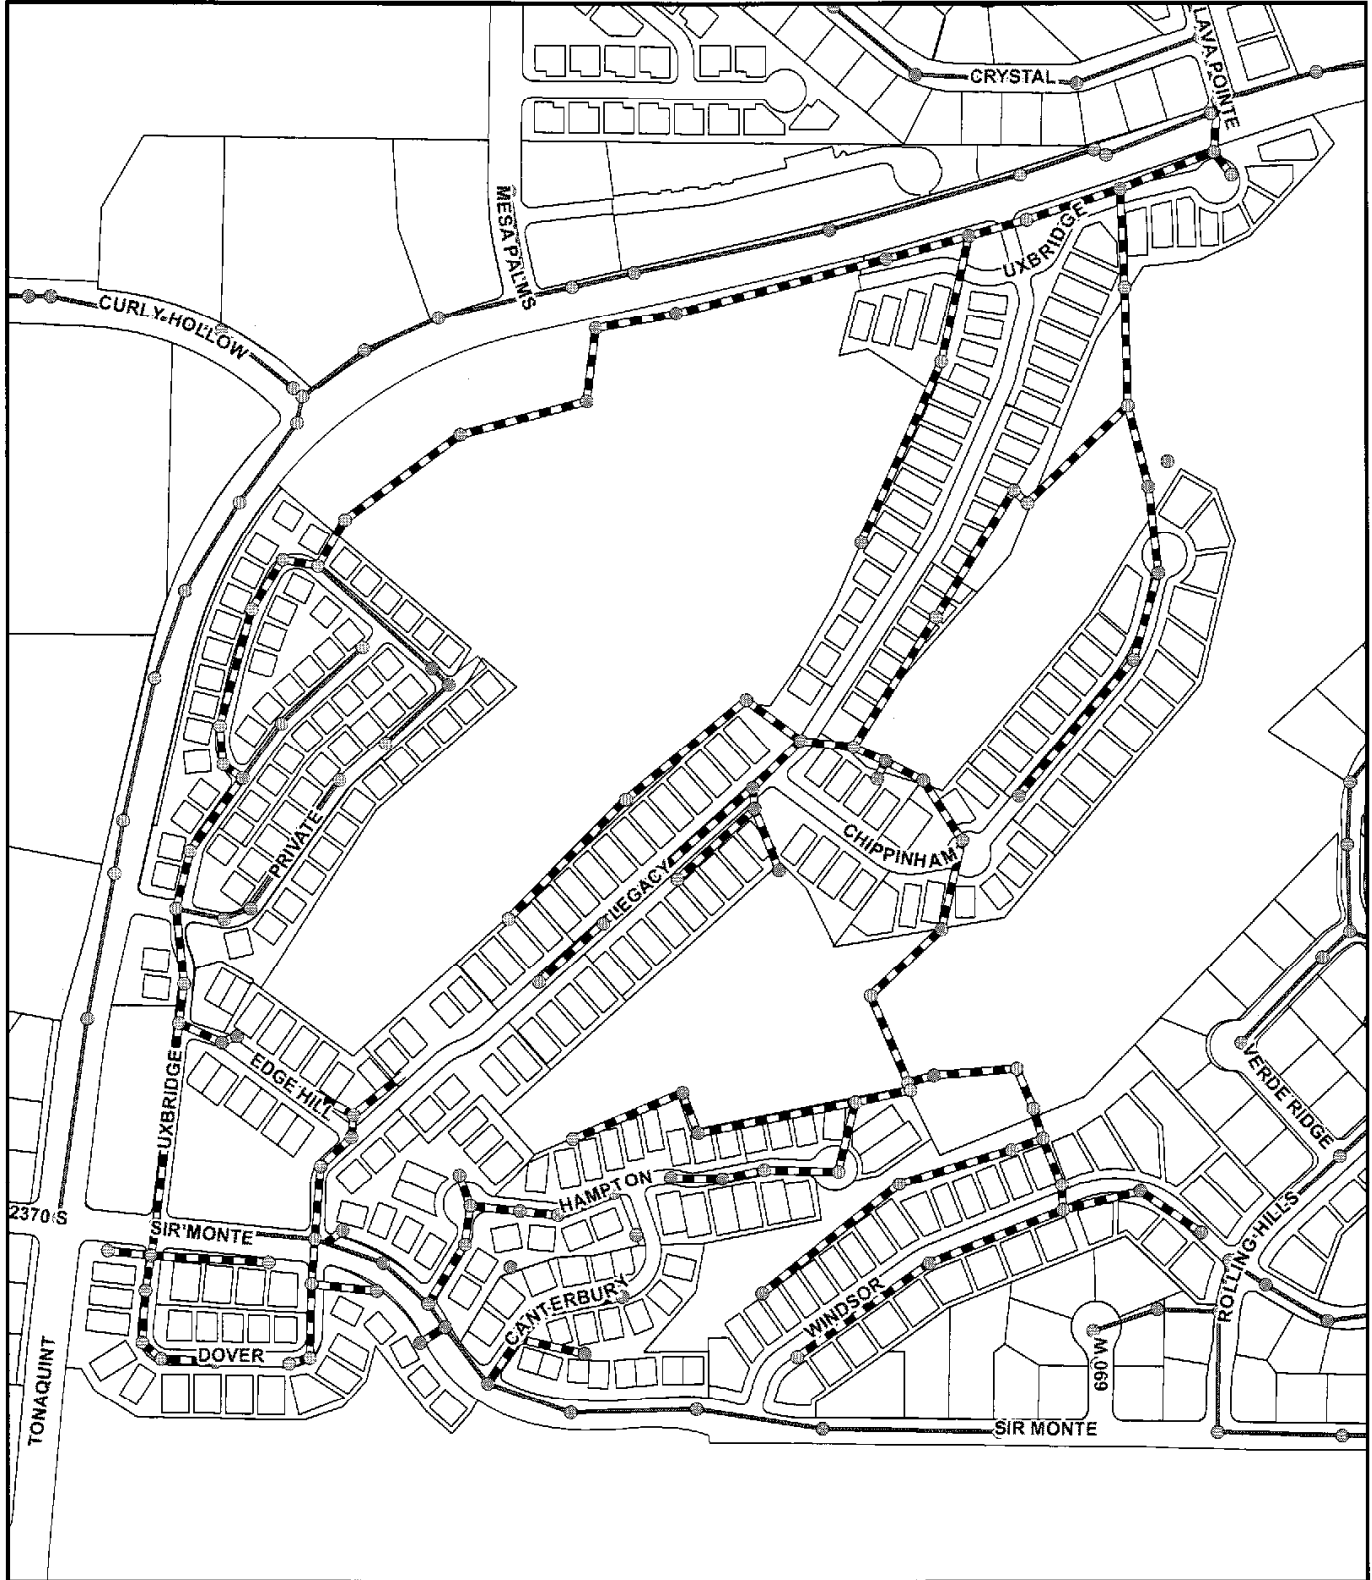 CRYSTAL
LAVA POINTE
MESA PALMS
UXBRIDGE
CURLY HOLLOW
PRIVATE
CHIPPINHAM
LEGACY
EDGE HILL
UXBRIDGE
VERDE RIDGE
HAMPTON
2370 S
SIR MONTE
ROLLING HILLS
CANTERBURY
WINDSOR
DOVER
TONAQUINT
690 W
SIR MONTE